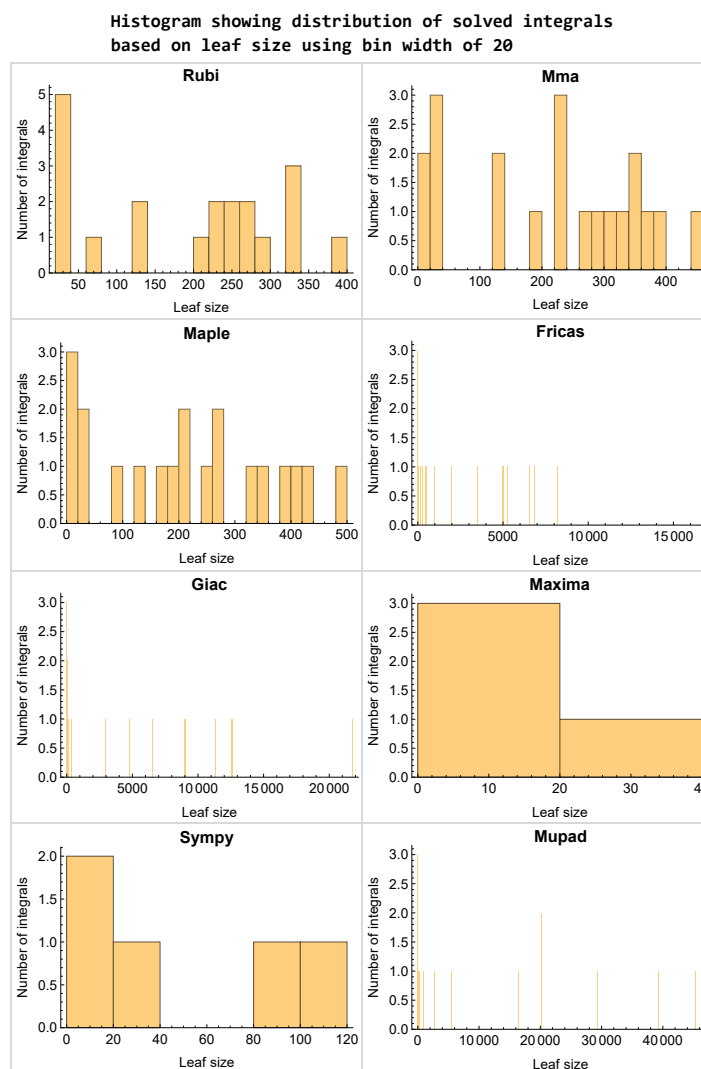 Histogram showing distribution of solved integrals
based on leaf size using bin width of 20
Rubi
Number of integrals
5
4
3
2
1
0
50 100 150 200 250 300 350 400
Leaf size
Mma
Number of integrals
3.0
2.5
2.0
1.5
1.0
0.5
0.0
0 100 200 300 400
Leaf size
Maple
Number of integrals
3.0
2.5
2.0
1.5
1.0
0.5
0.0
0 100 200 300 400 500
Leaf size
Fricas
Number of integrals
3.0
2.5
2.0
1.5
1.0
0.5
0.0
0 5000 10000 15000
Leaf size
Giac
Number of integrals
3.0
2.5
2.0
1.5
1.0
0.5
0.0
0 5000 10000 15000 20000
Leaf size
Maxima
Number of integrals
3.0
2.5
2.0
1.5
1.0
0.5
0.0
0 10 20 30 40
Leaf size
Sympy
Number of integrals
2.0
1.5
1.0
0.5
0.0
0 20 40 60 80 100 120
Leaf size
Mupad
Number of integrals
3.0
2.5
2.0
1.5
1.0
0.5
0.0
0 10000 20000 30000 40000
Leaf size